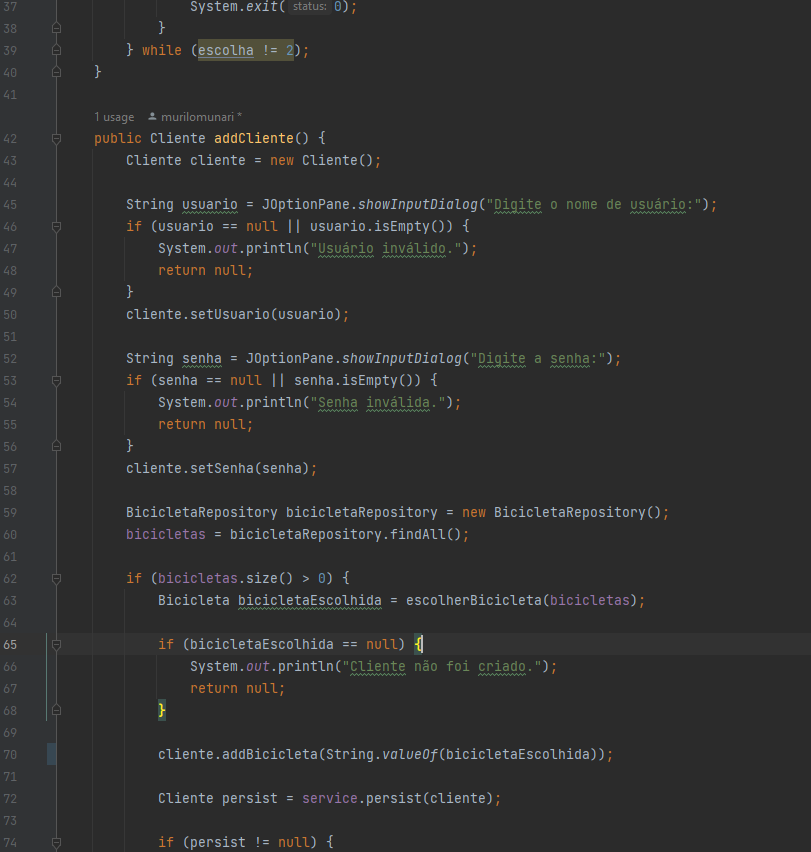 37 System.exit( status: 0);
38 }
39 } while (escolha != 2);
40 }
41
1 usage murilomunari *
42 public Cliente addCliente() {
43 Cliente cliente = new Cliente();
44
45 String usuario = JOptionPane.showInputDialog("Digite o nome de usuário:");
46 if (usuario == null || usuario.isEmpty()) {
47 System.out.println("Usuário inválido.");
48 return null;
49 }
50 cliente.setUsuario(usuario);
51
52 String senha = JOptionPane.showInputDialog("Digite a senha:");
53 if (senha == null || senha.isEmpty()) {
54 System.out.println("Senha inválida.");
55 return null;
56 }
57 cliente.setSenha(senha);
58
59 BicicletaRepository bicicletaRepository = new BicicletaRepository();
60 bicicletas = bicicletaRepository.findAll();
61
62 if (bicicletas.size() > 0) {
63 Bicicleta bicicletaEscolhida = escolherBicicleta(bicicletas);
64
65 if (bicicletaEscolhida == null) {
66 System.out.println("Cliente não foi criado.");
67 return null;
68 }
69
70 cliente.addBicicleta(String.valueOf(bicicletaEscolhida));
71
72 Cliente persist = service.persist(cliente);
73
74 if (persist != null) {